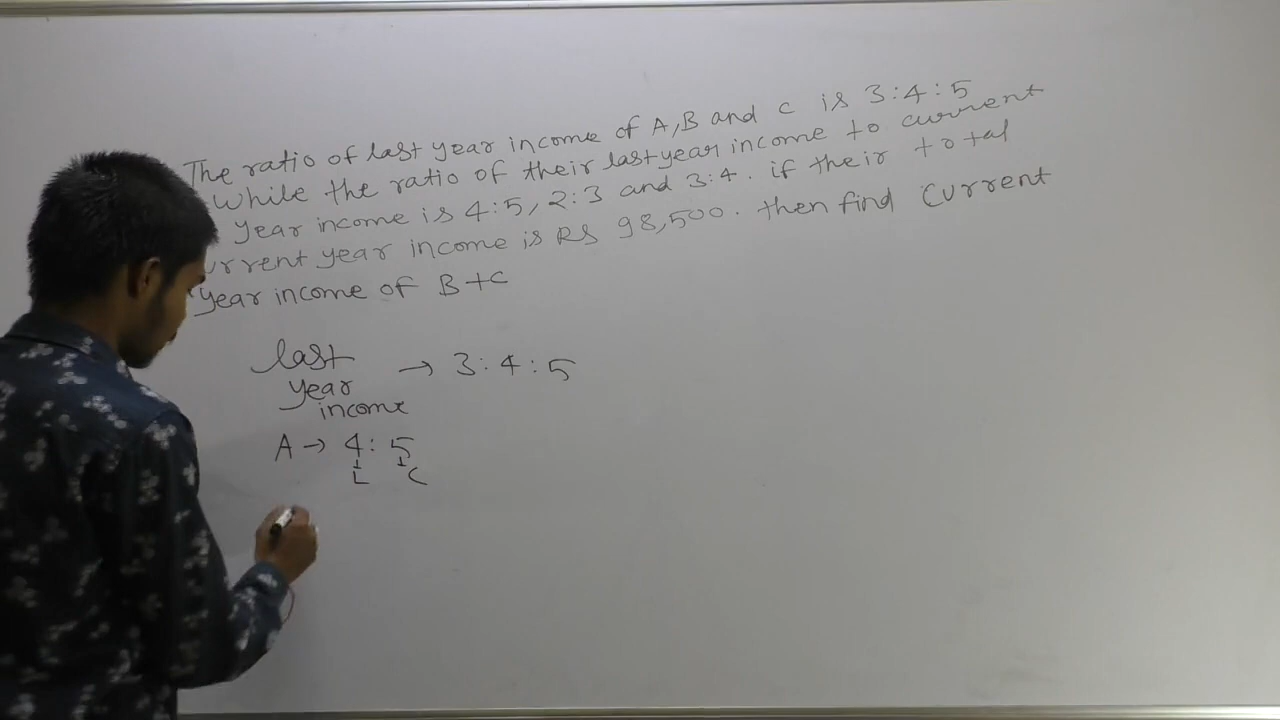 The ratio of last year income of A,B and C is 3:4:5
while the ratio of their last year income to current
year income is 4:5, 2:3 and 3:4. if their total
urrent year income is RS 98,500. then find Current
year income of B+C
last year income → 3:4:5
A → 4:5
L C